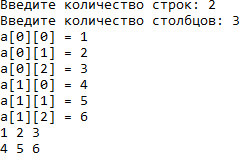 Введите количество строк: 2
Введите количество столбцов: 3
a[0][0] = 1
a[0][1] = 2
a[0][2] = 3
a[1][0] = 4
a[1][1] = 5
a[1][2] = 6
1 2 3
4 5 6